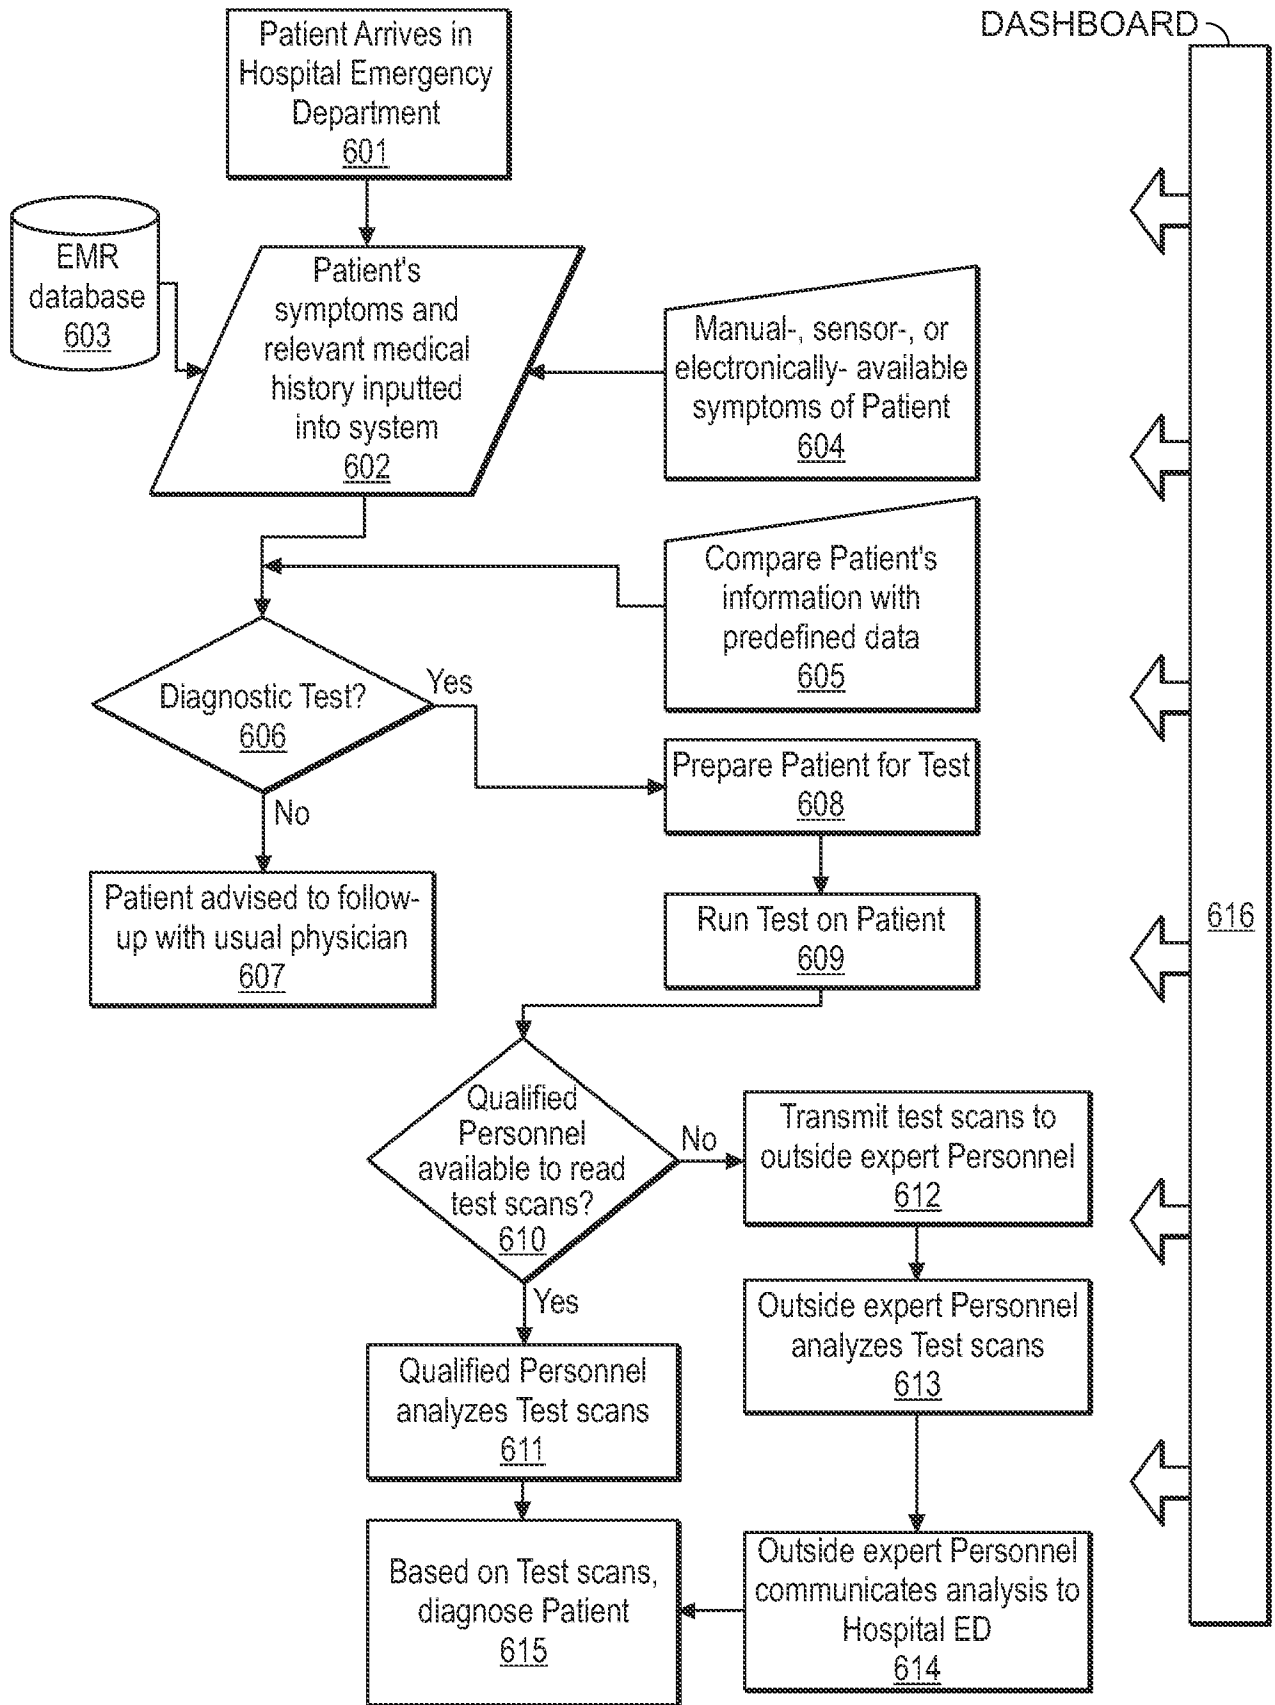 DASHBOARD
Patient Arrives in
Hospital Emergency
Department
601
EMR
database
603
Patient's
symptoms and
relevant medical
history inputted
into system
602
Manual-, sensor-, or
electronically- available
symptoms of Patient
604
Compare Patient's
information with
predefined data
605
Diagnostic Test?
606
Yes
No
Prepare Patient for Test
608
Patient advised to follow-
up with usual physician
607
Run Test on Patient
609
616
Qualified
Personnel
available to read
test scans?
610
No
Yes
Transmit test scans to
outside expert Personnel
612
Outside expert Personnel
analyzes Test scans
613
Qualified Personnel
analyzes Test scans
611
Based on Test scans,
diagnose Patient
615
Outside expert Personnel
communicates analysis to
Hospital ED
614